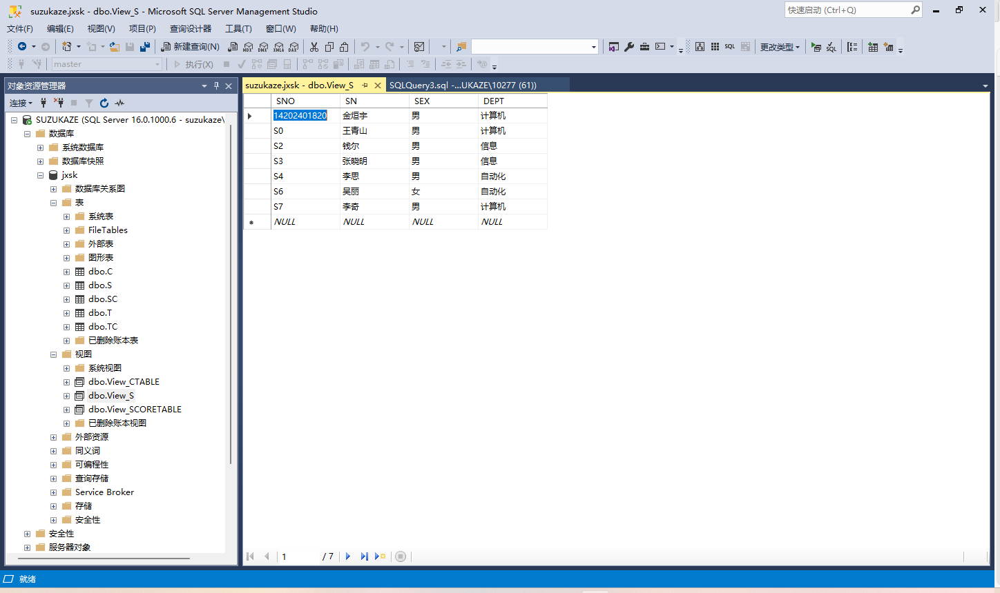 suzukaze.jxsk - dbo.View_S - Microsoft SQL Server Management Studio
快速启动 (Ctrl+Q)
文件(F) 编辑(E) 视图(V) 项目(P) 查询设计器 工具(T) 窗口(W) 帮助(H)
新建查询(N) MDX DMX XMLA DAX SQL 更改类型 SQL
master 执行(X)
对象资源管理器
连接
SUZUKAZE (SQL Server 16.0.1000.6 - suzukaze\
数据库
系统数据库
数据库快照
jxsk
数据库关系图
表
系统表
FileTables
外部表
图形表
dbo.C
dbo.S
dbo.SC
dbo.T
dbo.TC
已删除账本表
视图
系统视图
dbo.View_CTABLE
dbo.View_S
dbo.View_SCORETABLE
已删除账本视图
外部资源
同义词
可编程性
查询存储
Service Broker
存储
安全性
安全性
服务器对象
suzukaze.jxsk - dbo.View_S SQLQuery3.sql -...UKAZE\10277 (61))
SNO SN SEX DEPT
14202401820 金烜宇 男 计算机
S0 王青山 男 计算机
S2 钱尔 男 信息
S3 张晓明 男 信息
S4 李思 男 自动化
S6 吴丽 女 自动化
S7 李奇 男 计算机
NULL NULL NULL NULL
1 / 7
就绪